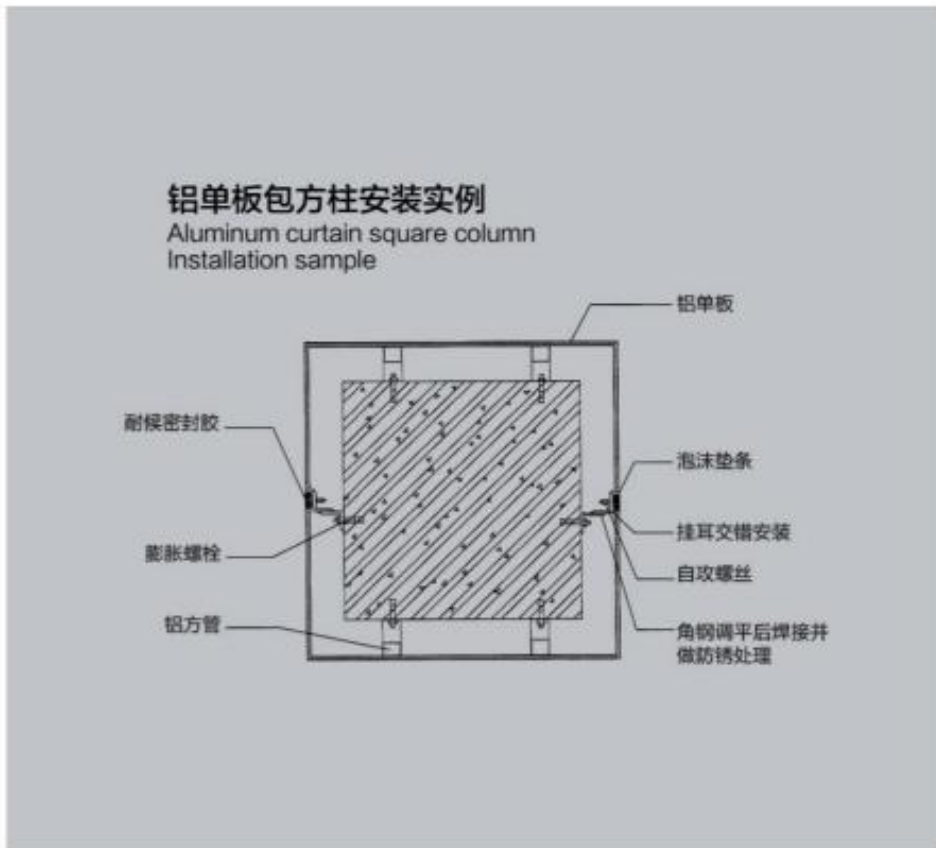 铝单板包方柱安装实例
Aluminum curtain square column
Installation sample
铝单板
耐候密封胶
泡沫垫条
挂耳交错安装
膨胀螺栓
自攻螺丝
铝方管
角钢调平后焊接并
做防锈处理